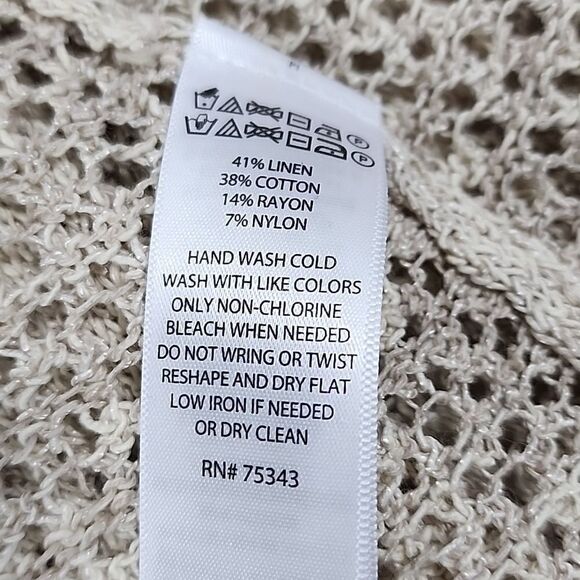 41% LINEN
38% COTTON
14% RAYON
7% NYLON
HAND WASH COLD
WASH WITH LIKE COLORS
ONLY NON-CHLORINE
BLEACH WHEN NEEDED
DO NOT WRING OR TWIST
RESHAPE AND DRY FLAT
LOW IRON IF NEEDED
OR DRY CLEAN
RN# 75343